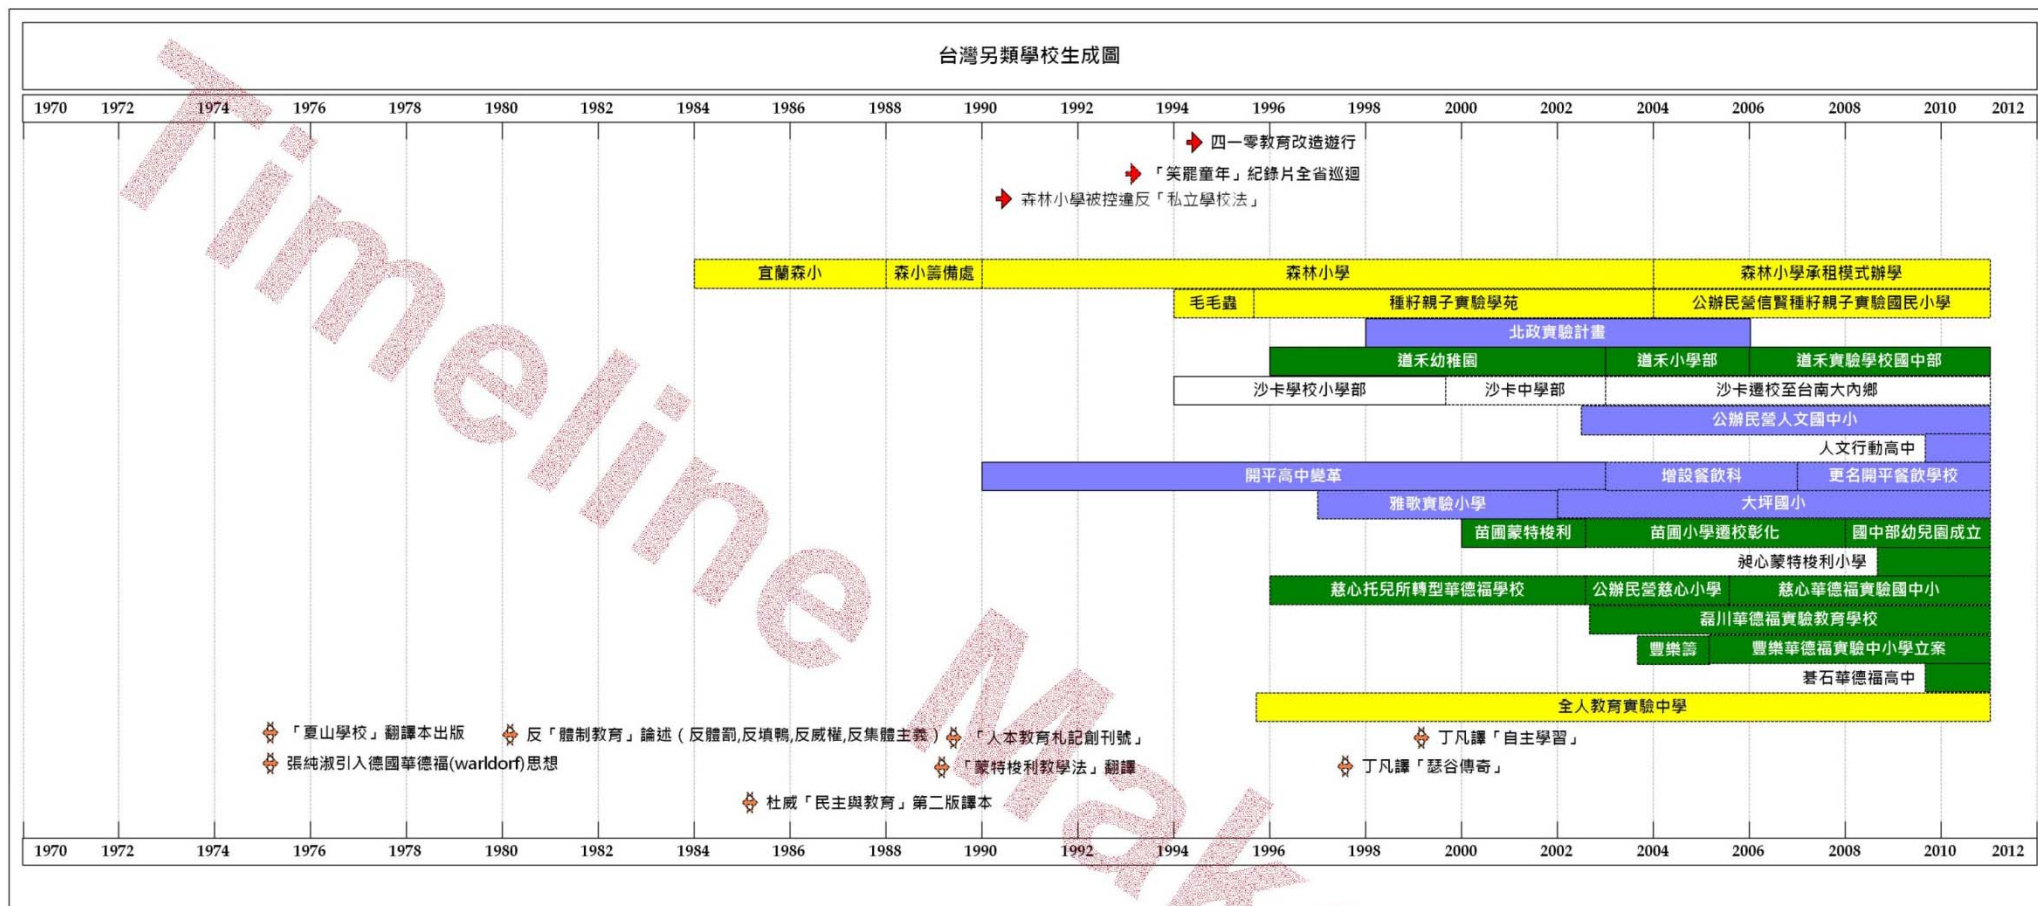 台灣另類學校生成圖
1970 1972 1974 1976 1978 1980 1982 1984 1986 1988 1990 1992 1994 1996 1998 2000 2002 2004 2006 2008 2010 2012
四一零教育改造遊行
「笑罷童年」紀錄片全省巡迴
森林小學被控違反「私立學校法」
宜蘭森小 森小籌備處 森林小學 森林小學承租模式辦學
毛毛蟲 種籽親子實驗學苑 公辦民營信賢種籽親子實驗國民小學
北政實驗計畫
道禾幼稚園 道禾小學部 道禾實驗學校國中部
沙卡學校小學部 沙卡中學部 沙卡遷校至台南大內鄉
公辦民營人文國中小
人文行動高中
開平高中變革 增設餐飲科 更名開平餐飲學校
雅歌實驗小學 大坪國小
苗圃蒙特梭利 苗圃小學遷校彰化 國中部幼兒園成立
昶心蒙特梭利小學
慈心托兒所轉型華德福學校 公辦民營慈心小學 慈心華德福實驗國中小
磊川華德福實驗教育學校
豐樂籌 豐樂華德福實驗中小學立案
碁石華德福高中
全人教育實驗中學
「夏山學校」翻譯本出版 反「體制教育」論述（反體罰,反填鴨,反威權,反集體主義） 「人本教育札記創刊號」 丁凡譯「自主學習」
張純淑引入德國華德福(warldorf)思想 「蒙特梭利教學法」翻譯 丁凡譯「瑟谷傳奇」
杜威「民主與教育」第二版譯本
1970 1972 1974 1976 1978 1980 1982 1984 1986 1988 1990 1992 1994 1996 1998 2000 2002 2004 2006 2008 2010 2012
Timeline Mak